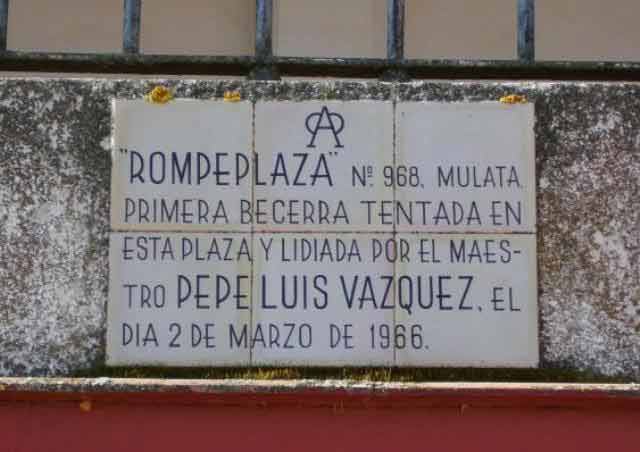 "ROMPEPLAZA" Nº. 968, MULATA.
PRIMERA BECERRA TENTADA EN
ESTA PLAZA Y LIDIADA POR EL MAES-
TRO PEPE LUIS VAZQUEZ, EL
DIA 2 DE MARZO DE 1966.